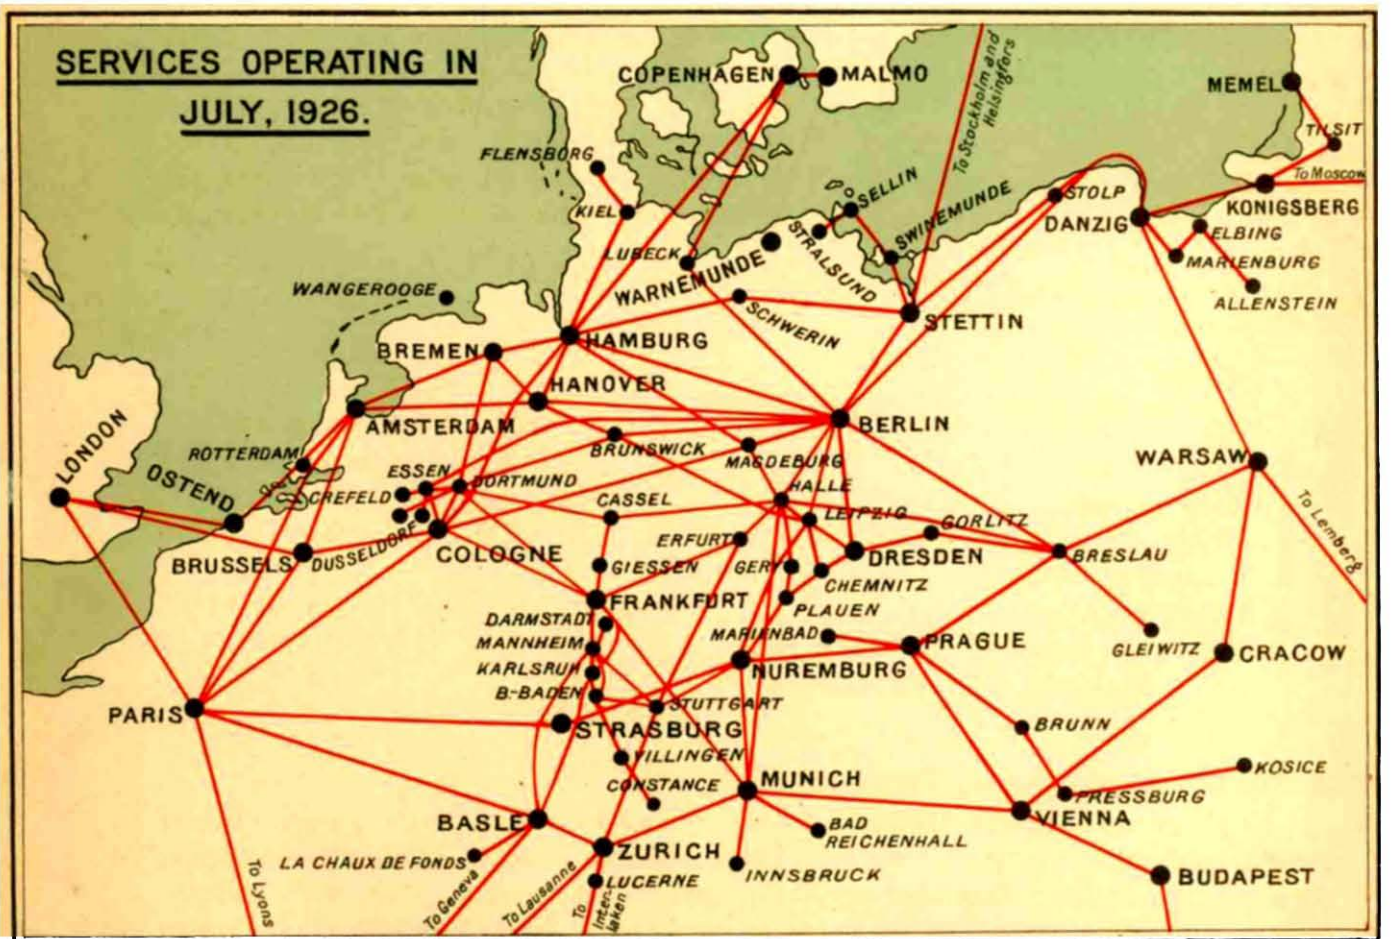 SERVICES OPERATING IN
JULY, 1926.
COPENHAGEN
MALMO
To Stockholm and
Helsingfors
MEMEL
TILSIT
To Moscow
FLENSBORG
KIEL
SELLIN
SWINEMUNDE
STOLP
DANZIG
KONIGSBERG
ELBING
MARIENBURG
ALLENSTEIN
LUBECK
WARNEMUNDE
STRALSUND
WANGEROOGE
SCHWERIN
STETTIN
HAMBURG
BREMEN
HANOVER
AMSTERDAM
BERLIN
LONDON
ROTTERDAM
BRUNSWICK
MAGDEBURG
WARSAW
OSTEND
ESSEN
CREFELD
DORTMUND
CASSEL
HALLE
LEIPZIG
GORLITZ
To Lemberg
BRUSSELS
DUSSELDORF
COLOGNE
ERFURT
GERY
DRESDEN
BRESLAU
GIESSEN
CHEMNITZ
FRANKFURT
PLAUEN
DARMSTADT
MARIENBAD
PRAGUE
GLEIWITZ
CRACOW
MANNHEIM
KARLSRUH
NUREMBURG
B-BADEN
STUTTGART
PARIS
STRASBURG
BRUNN
VILLINGEN
KOSICE
CONSTANCE
MUNICH
PRESSBURG
BASLE
VIENNA
BAD
REICHENHALL
LA CHAUX DE FONDS
ZURICH
LUCERNE
INNSBRUCK
BUDAPEST
To Lyons
To Geneva
To Lausanne
To
Inter-
laken